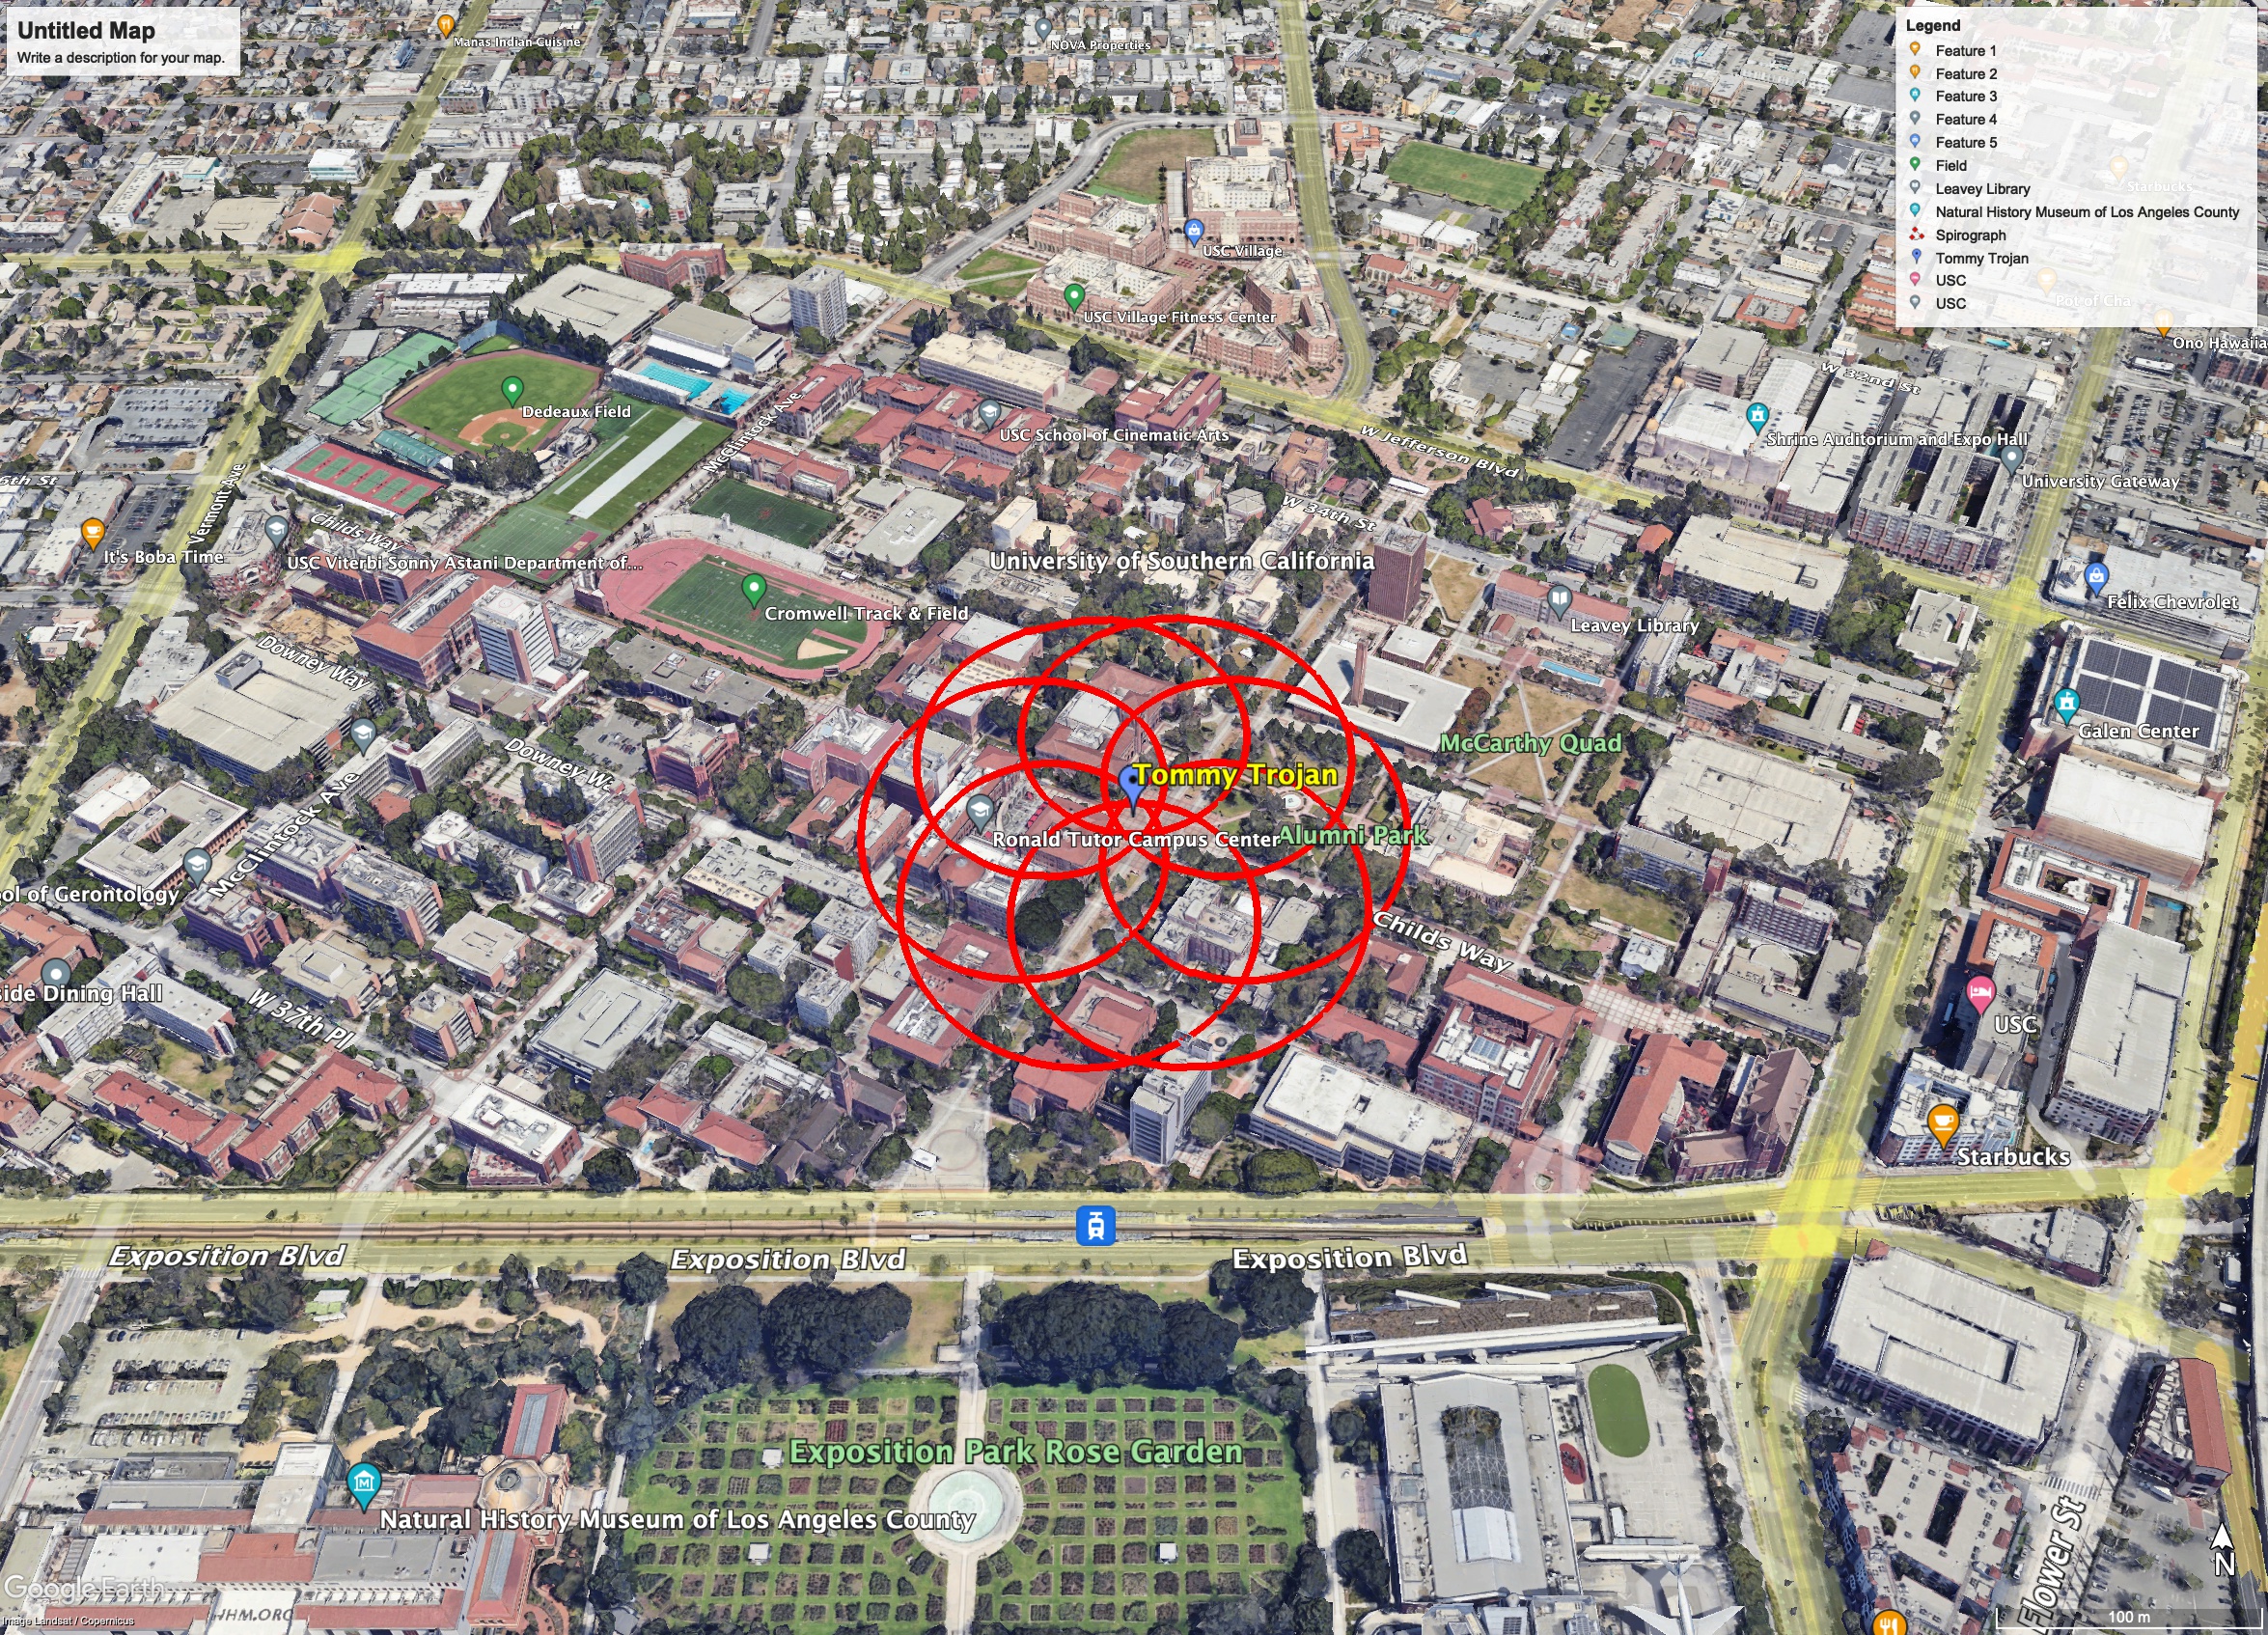 Untitled Map
Write a description for your map.
Manas Indian Cuisine
NOVA Properties
Legend
Feature 1
Feature 2
Feature 3
Feature 4
Feature 5
Field
Leavey Library
Natural History Museum of Los Angeles County
Spirograph
Tommy Trojan
USC
USC
Starbucks
Pot of Cha
Ono Hawaiia
USC Village
USC Village Fitness Center
W 32nd St
Dedeaux Field
McClintock Ave
USC School of Cinematic Arts
W Jefferson Blvd
Shrine Auditorium and Expo Hall
University Gateway
6th St
Vermont Ave
Childs Way
W 34th St
It's Boba Time
USC Viterbi Sonny Astani Department of...
University of Southern California
Cromwell Track & Field
Leavey Library
Felix Chevrolet
Downey Way
Galen Center
McCarthy Quad
Downey Wa
Tommy Trojan
Ronald Tutor Campus Center
Alumni Park
McClintock Ave
ol of Gerontology
Childs Way
side Dining Hall
W 37th Pl
USC
Starbucks
Exposition Blvd
Exposition Blvd
Exposition Blvd
Exposition Park Rose Garden
Natural History Museum of Los Angeles County
Flower St
N
Google Earth
NHM.ORG
Image Landsat / Copernicus
100 m